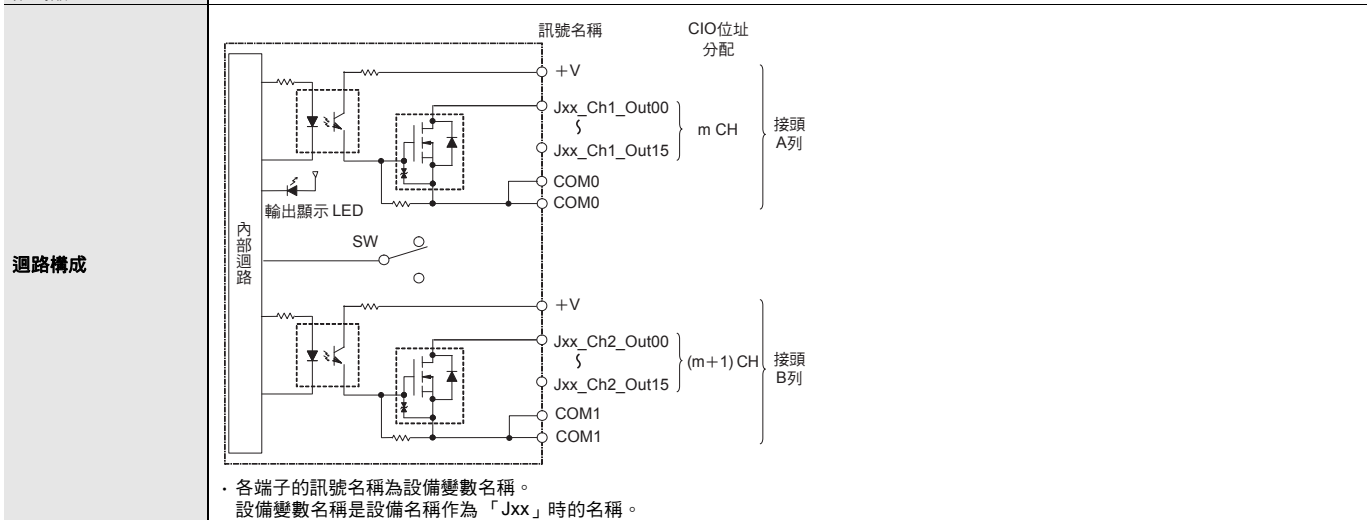 迴路構成
訊號名稱
CIO位址
分配
+V
Jxx_Ch1_Out00
~
Jxx_Ch1_Out15
m CH
接頭
A列
COM0
COM0
輸出顯示 LED
內部迴路
SW
+V
Jxx_Ch2_Out00
~
Jxx_Ch2_Out15
(m+1) CH
接頭
B列
COM1
COM1
・各端子的訊號名稱為設備變數名稱。
設備變數名稱是設備名稱作為「Jxx」時的名稱。